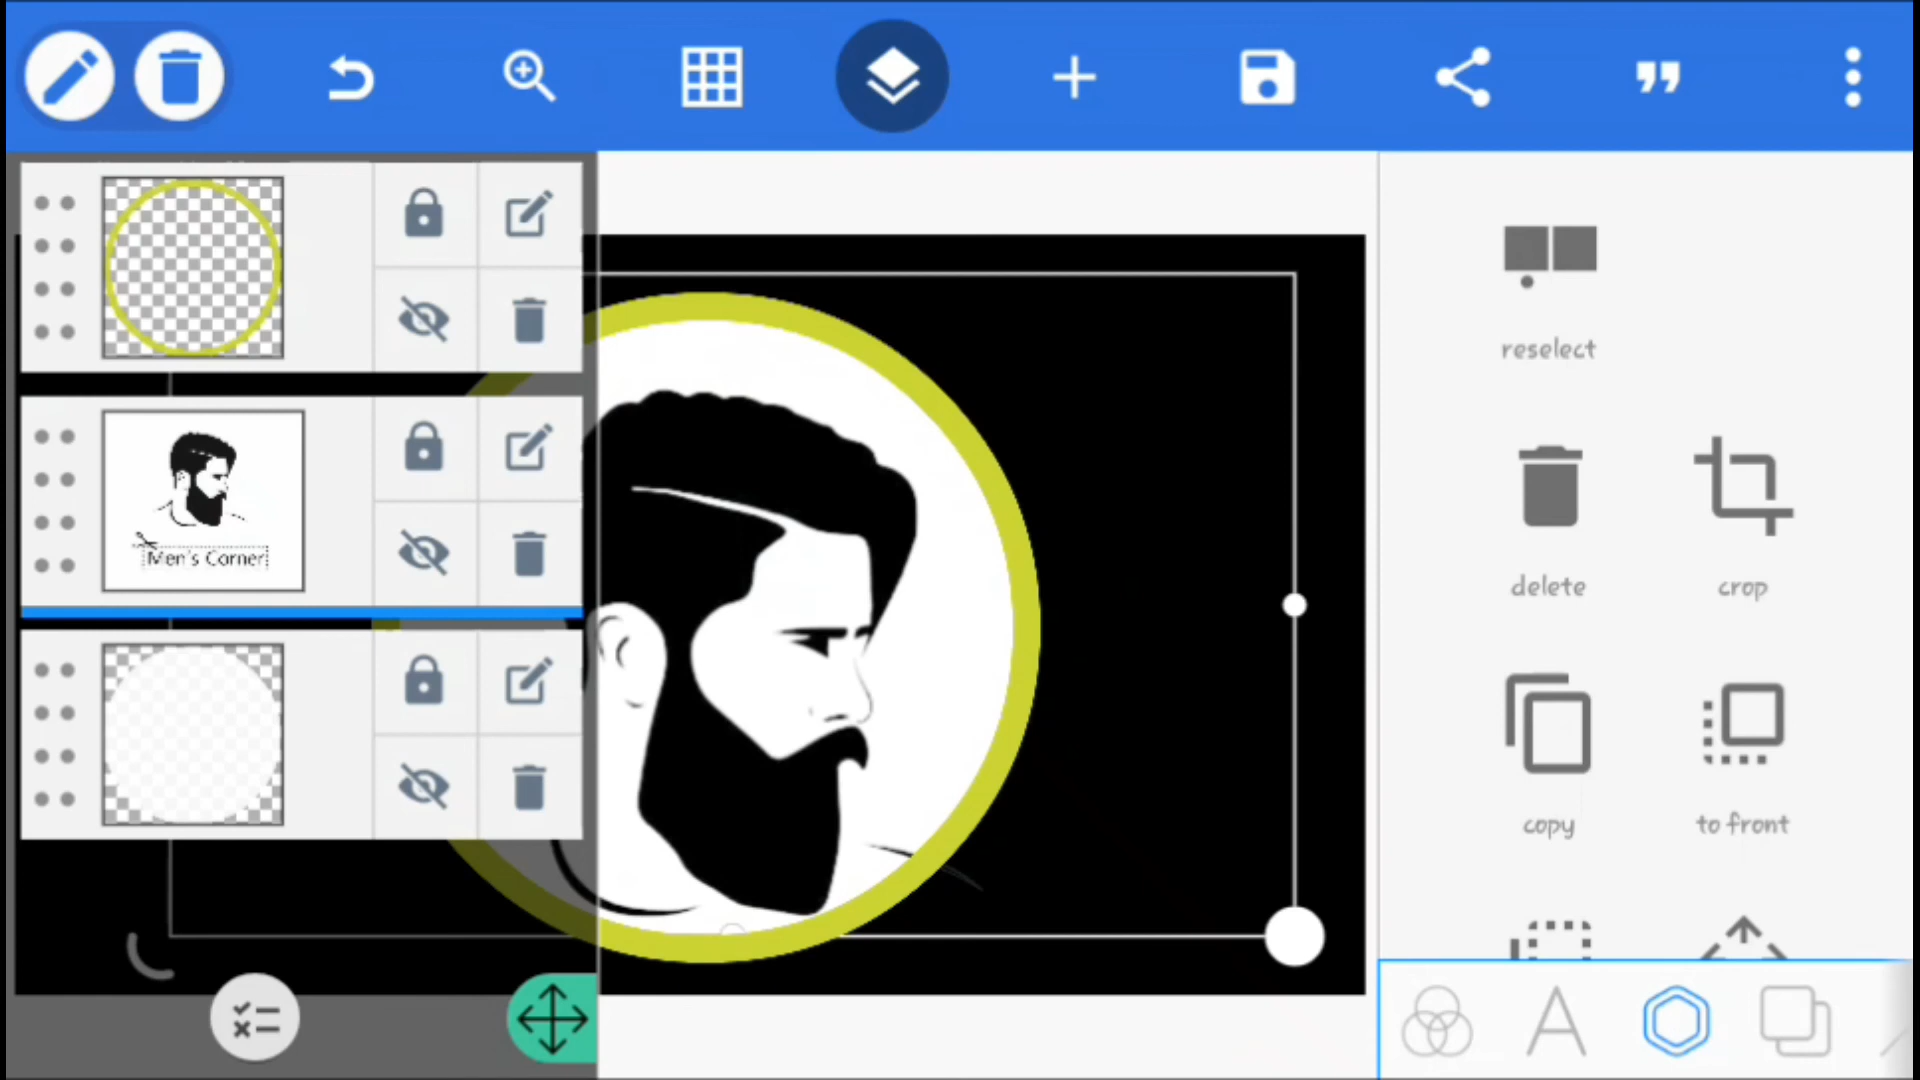 reselect
Men's Corner
delete
crop
copy
to front